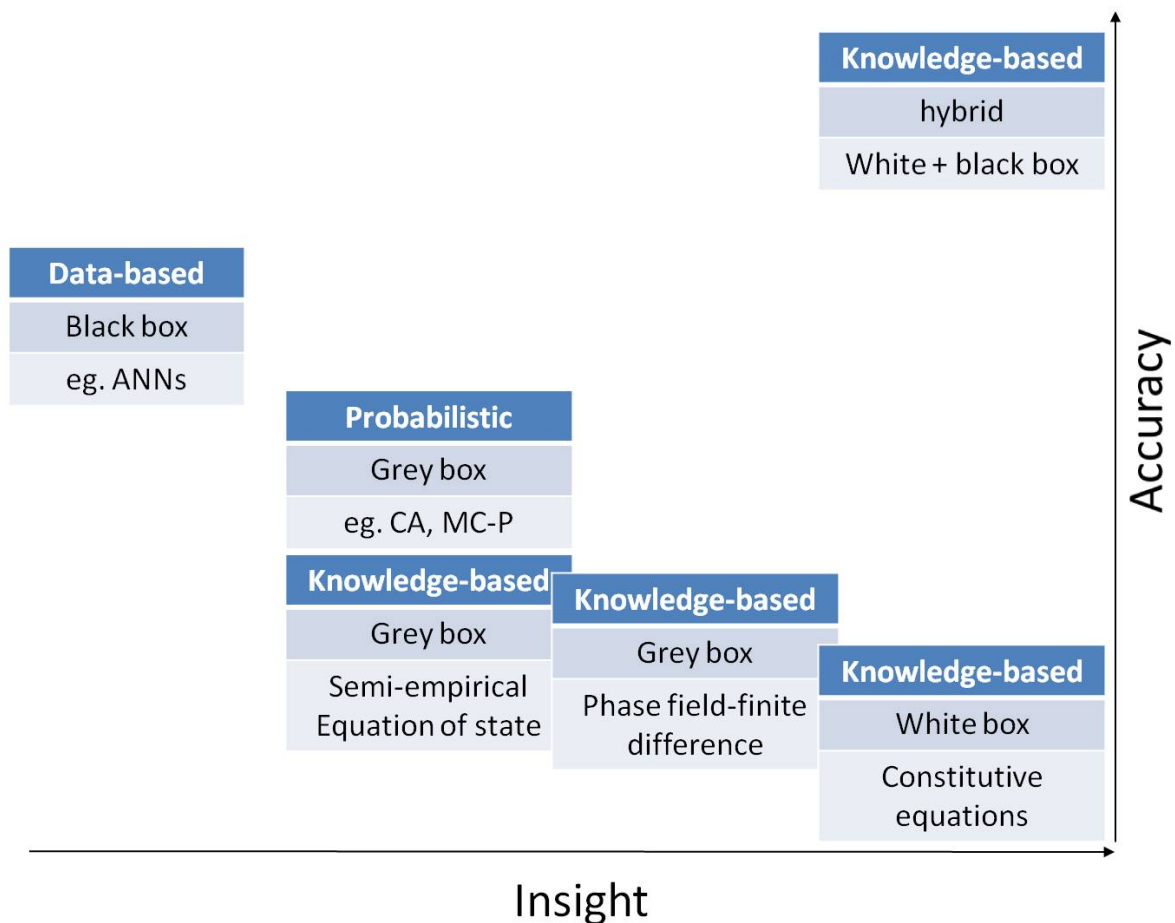 Knowledge-based
hybrid
White + black box
Data-based
Black box
eg. ANNs
Probabilistic
Grey box
eg. CA, MC-P
Knowledge-based
Grey box
Semi-empirical
Equation of state
Knowledge-based
Grey box
Phase field-finite
difference
Knowledge-based
White box
Constitutive
equations
Accuracy
Insight